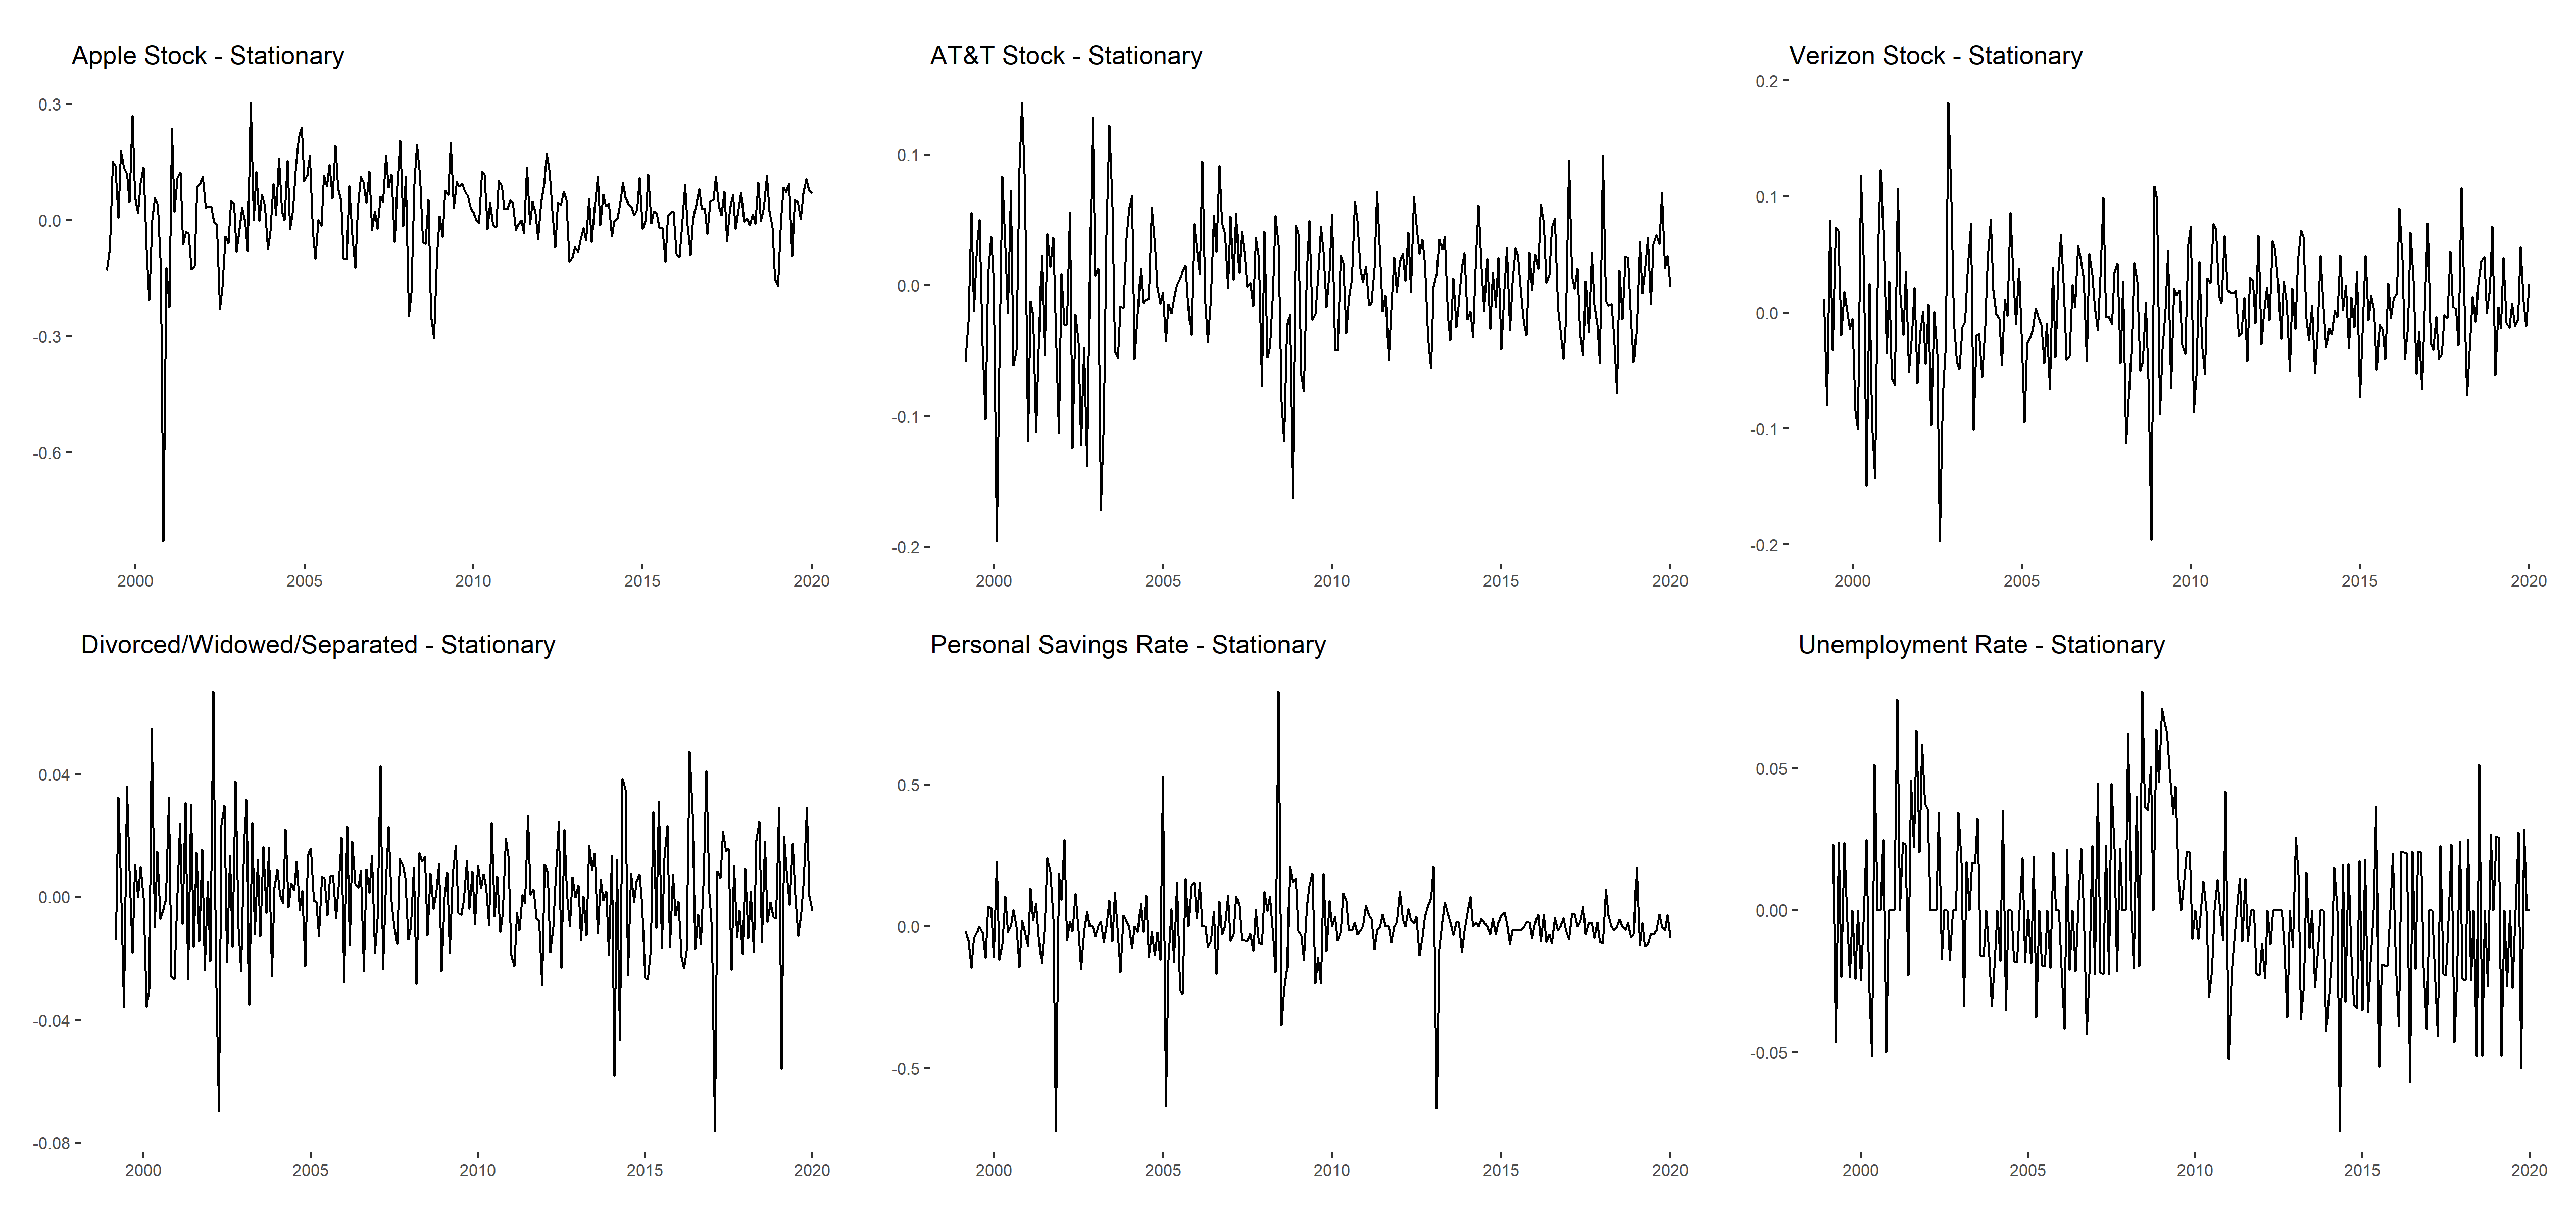 Apple Stock - Stationary
0.3
0.0
-0.3
-0.6
2000 2005 2010 2015 2020
AT&T Stock - Stationary
0.1
0.0
-0.1
-0.2
2000 2005 2010 2015 2020
Verizon Stock - Stationary
0.2
0.1
0.0
-0.1
-0.2
2000 2005 2010 2015 2020
Divorced/Widowed/Separated - Stationary
0.04
0.00
-0.04
-0.08
2000 2005 2010 2015 2020
Personal Savings Rate - Stationary
0.5
0.0
-0.5
2000 2005 2010 2015 2020
Unemployment Rate - Stationary
0.05
0.00
-0.05
2000 2005 2010 2015 2020